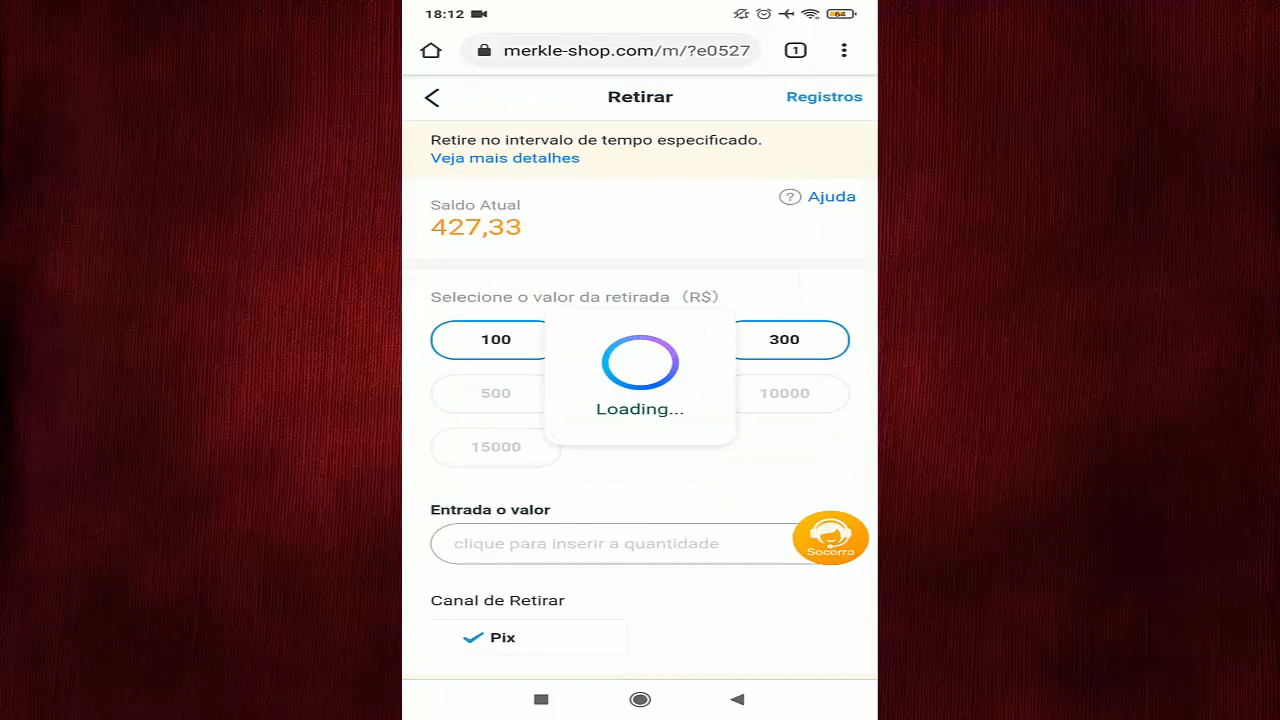 18:12
64
merkle-shop.com/m/?e0527
1
Retirar
Registros
Retire no intervalo de tempo especificado.
Veja mais detalhes
Saldo Atual
? Ajuda
427,33
Selecione o valor da retirada （R$）
100
300
Loading...
500
10000
15000
Entrada o valor
clique para inserir a quantidade
Socorro
Canal de Retirar
Pix